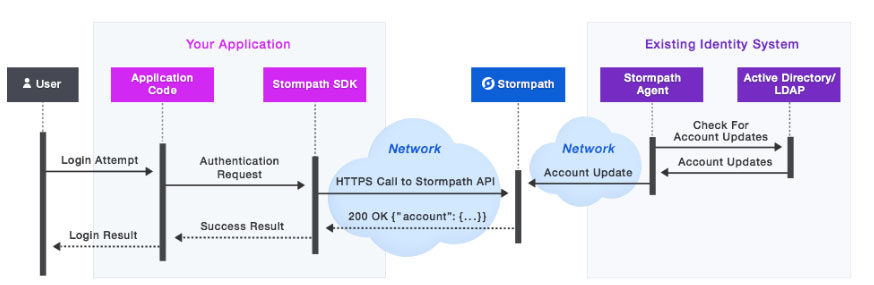 Your Application
Existing Identity System
User
Application
Code
Stormpath SDK
Stormpath
Stormpath
Agent
Active Directory/
LDAP
Network
Network
Check For
Account Updates
Login Attempt
Authentication
Request
HTTPS Call to Stormpath API
Account Update
Account Updates
200 OK {"account": {...}}
Success Result
Login Result